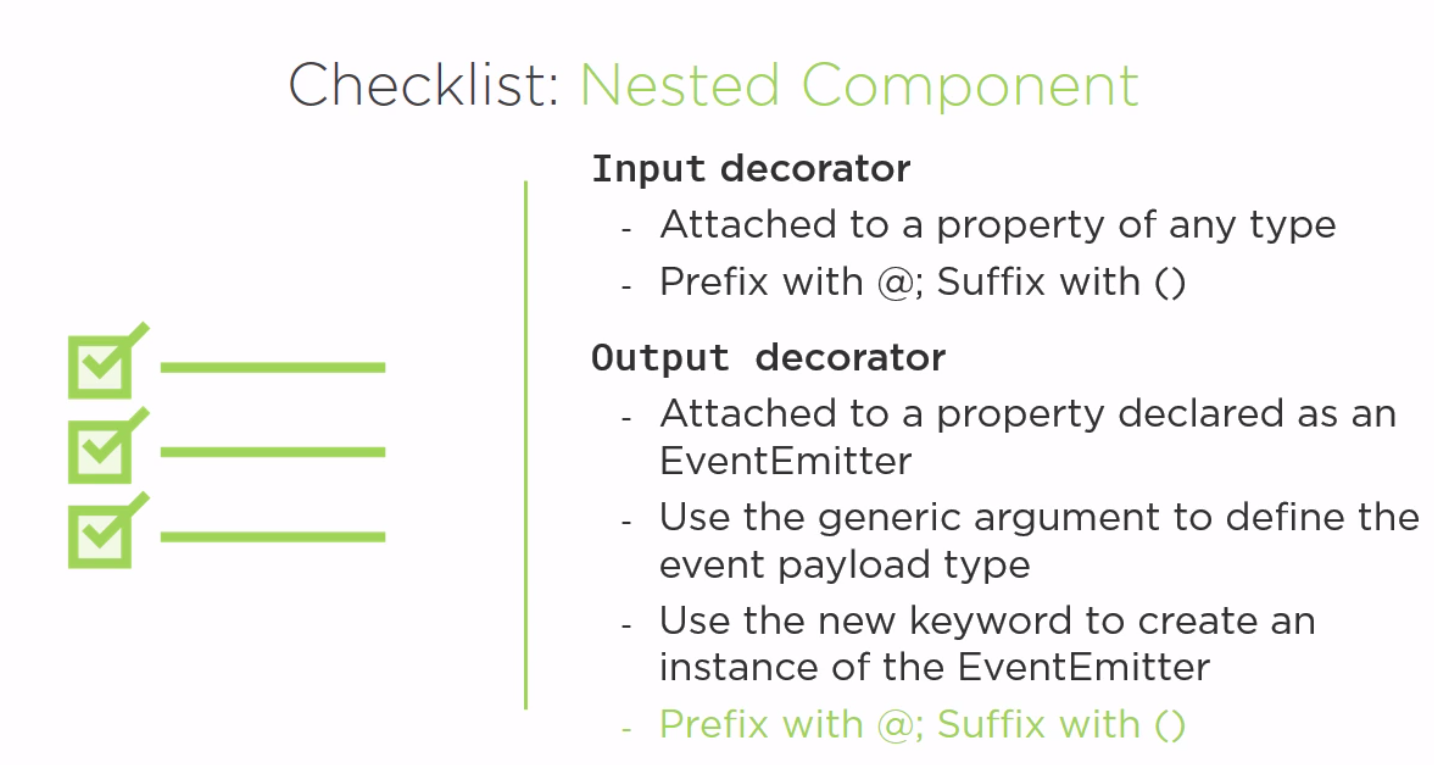 Checklist: Nested Component
Input decorator
- Attached to a property of any type
- Prefix with @; Suffix with ()
Output decorator
- Attached to a property declared as an
EventEmitter
- Use the generic argument to define the
event payload type
- Use the new keyword to create an
instance of the EventEmitter
- Prefix with @; Suffix with ()